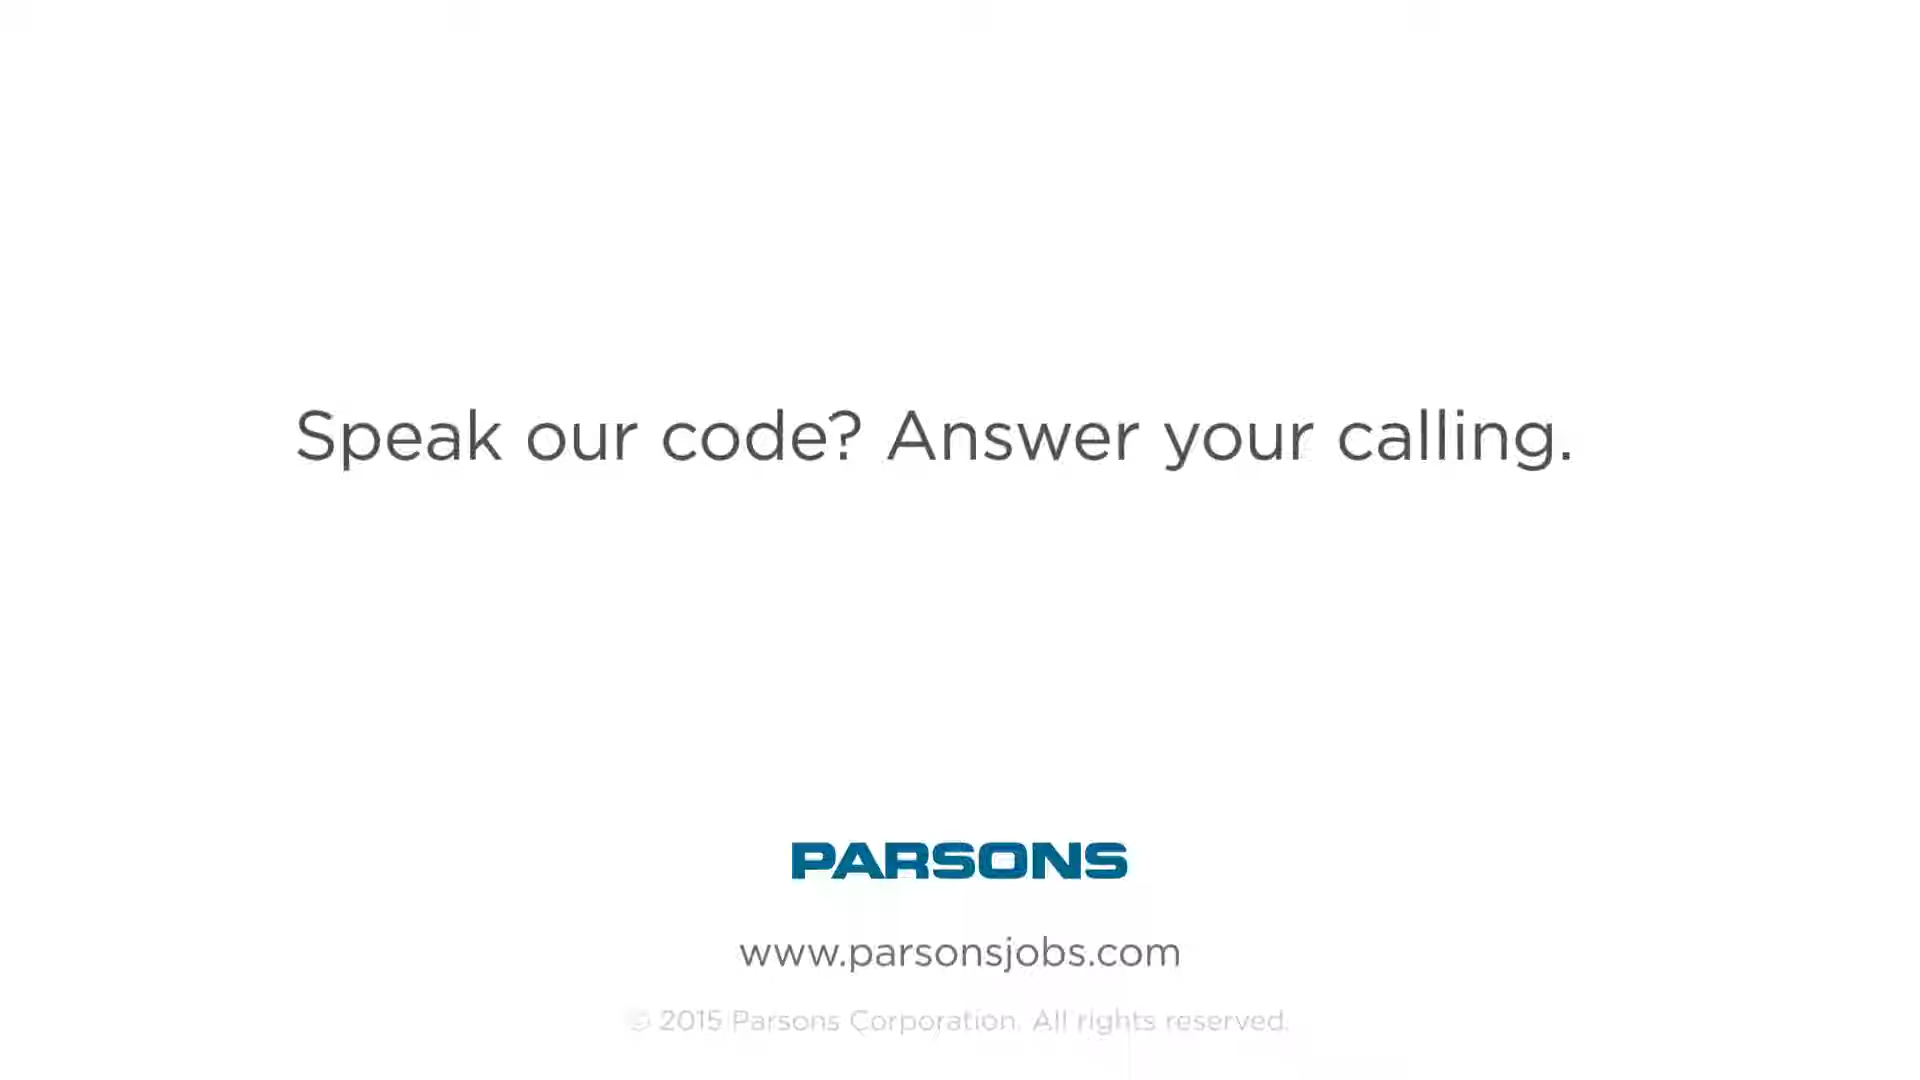 Speak our code? Answer your calling.
PARSONS
www.parsonsjobs.com
© 2015 Parsons Corporation. All rights reserved.